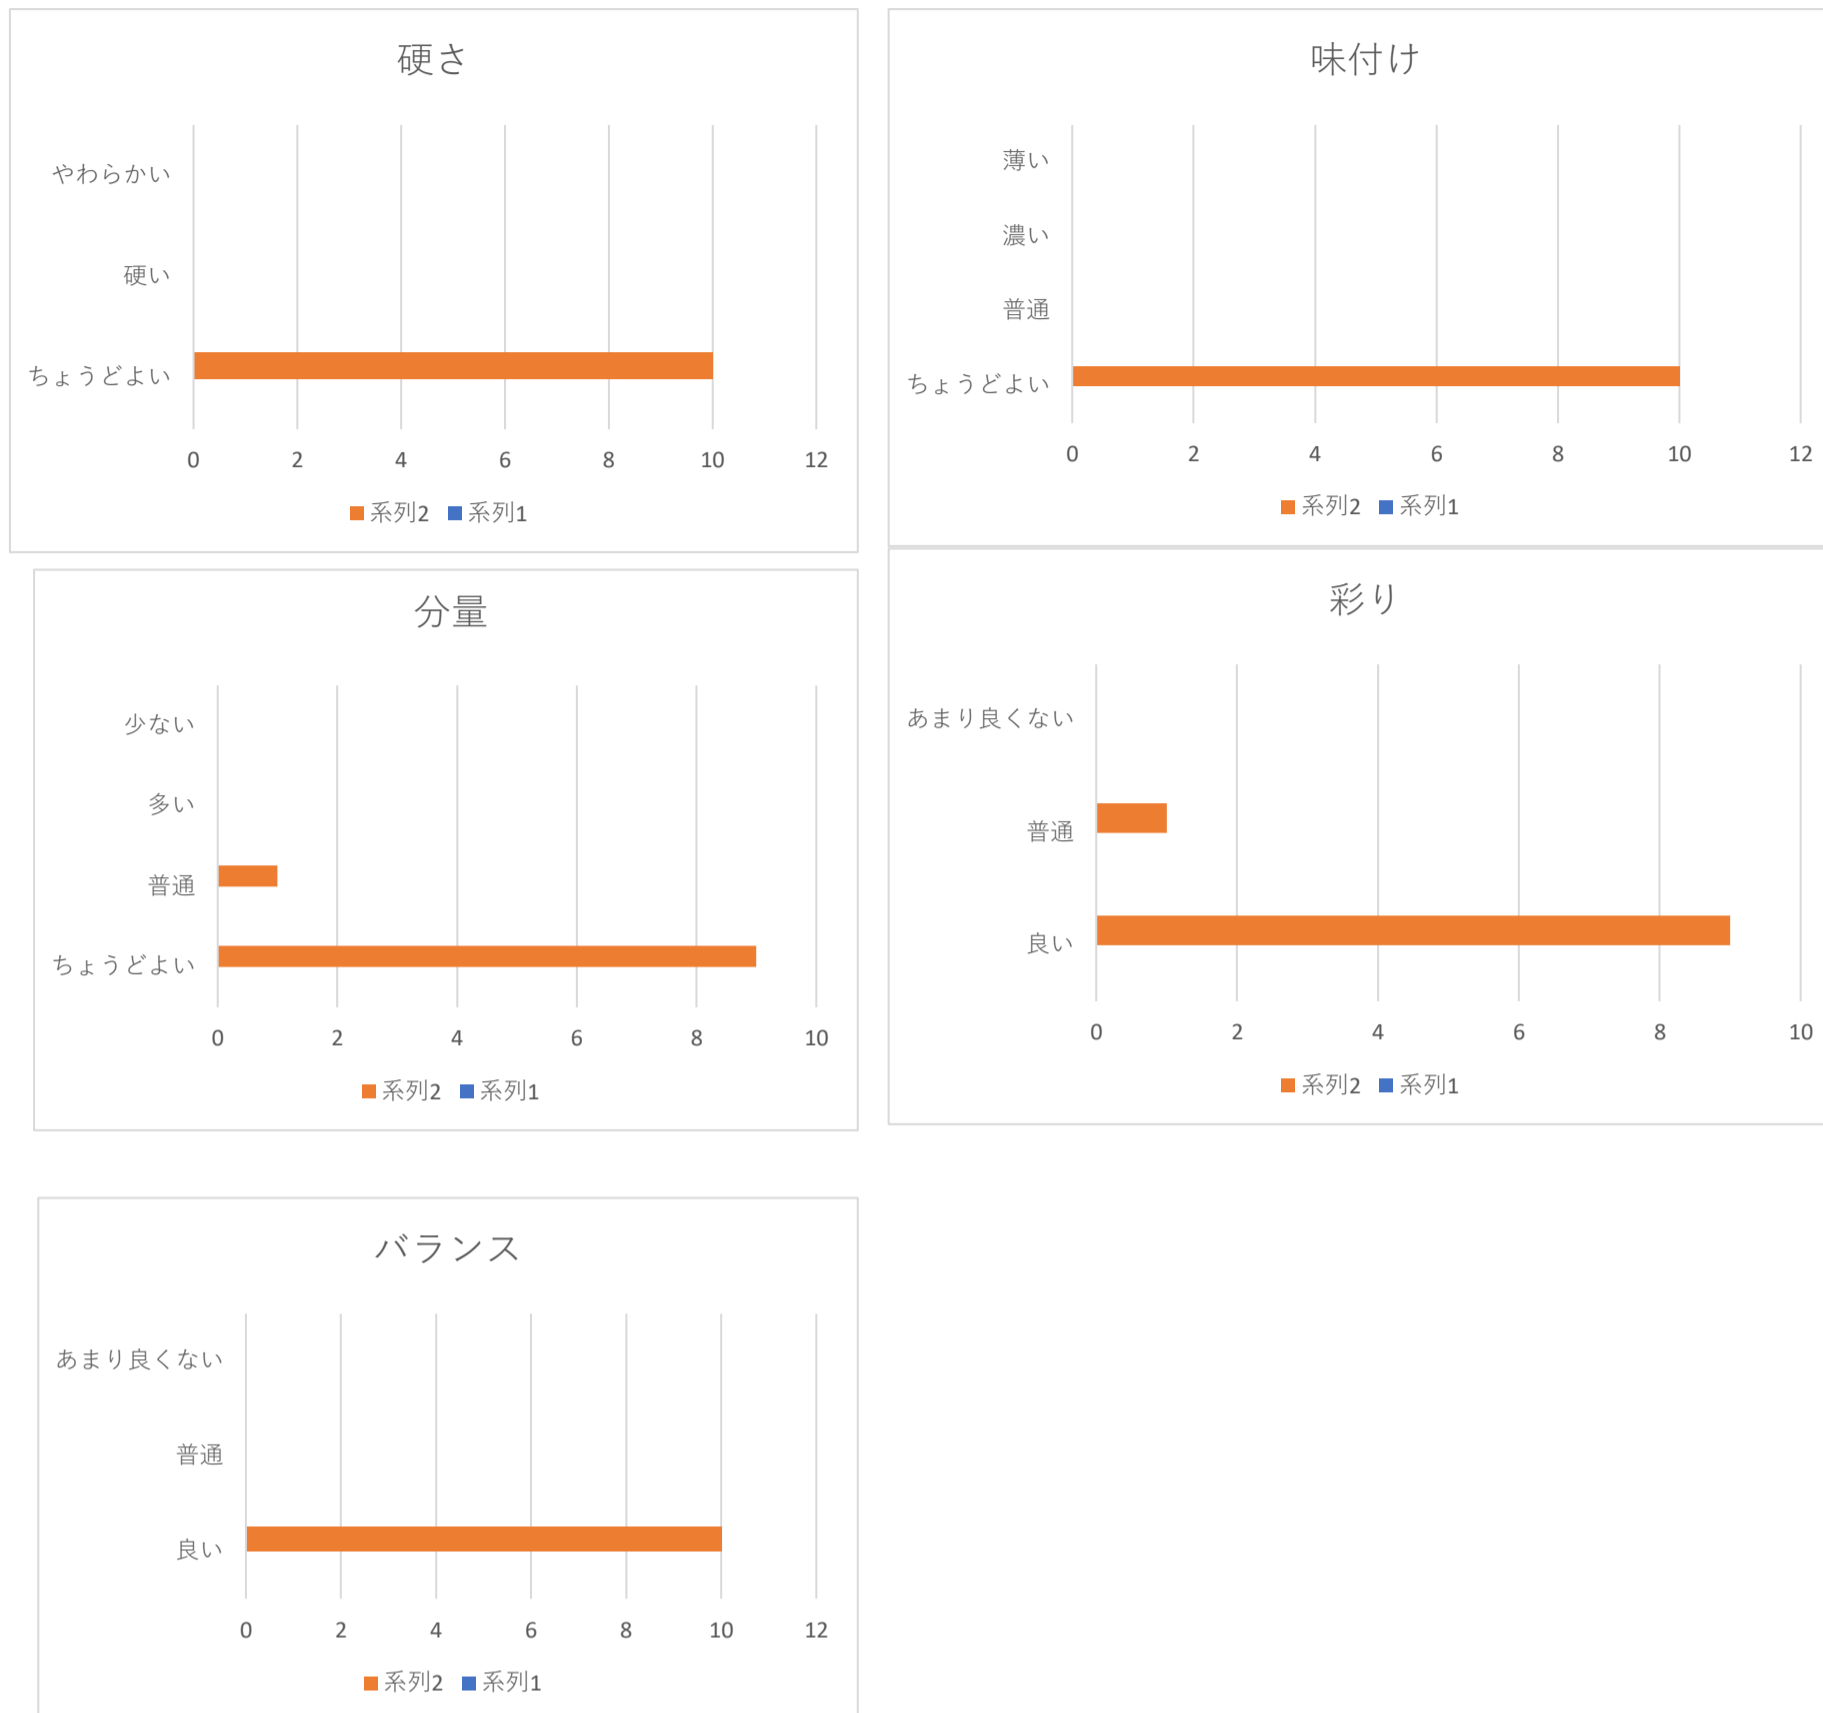 硬さ
やわらかい
硬い
ちょうどよい
0 2 4 6 8 10 12
系列2 系列1
味付け
薄い
濃い
普通
ちょうどよい
0 2 4 6 8 10 12
系列2 系列1
分量
少ない
多い
普通
ちょうどよい
0 2 4 6 8 10
系列2 系列1
彩り
あまり良くない
普通
良い
0 2 4 6 8 10
系列2 系列1
バランス
あまり良くない
普通
良い
0 2 4 6 8 10 12
系列2 系列1